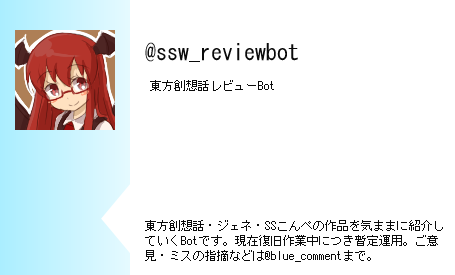 @ssw_reviewbot
東方創想話レビューBot
東方創想話・ジェネ・SSこんぺの作品を気ままに紹介し
ていくBotです。現在復旧作業中につき暫定運用。ご意
見・ミスの指摘などは@blue_commentまで。